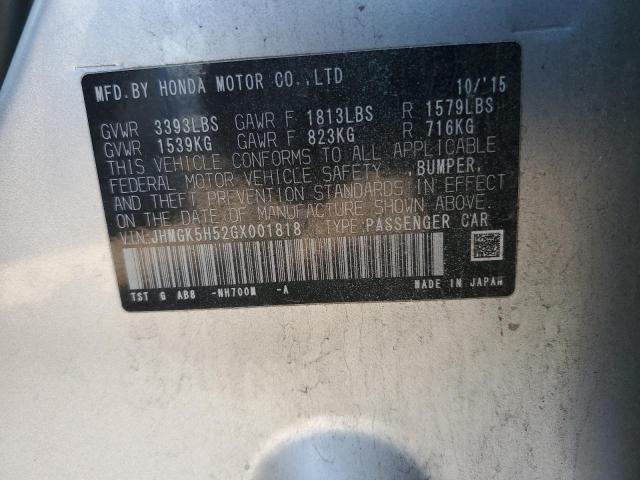 MFD.BY HONDA MOTOR CO.,LTD 10/'15
GVWR 3393LBS GAWR F 1813LBS R 1579LBS
GVWR 1539KG GAWR F 823KG R 716KG
THIS VEHICLE CONFORMS TO ALL APPLICABLE
FEDERAL MOTOR VEHICLE SAFETY, BUMPER,
AND THEFT PREVENTION STANDARDS IN EFFECT
ON THE DATE OF MANUFACTURE SHOWN ABOVE.
VIN:JHMGK5H52GX001818 TYPE:PASSENGER CAR
TST G AB8 -NH700M -A MADE IN JAPAN